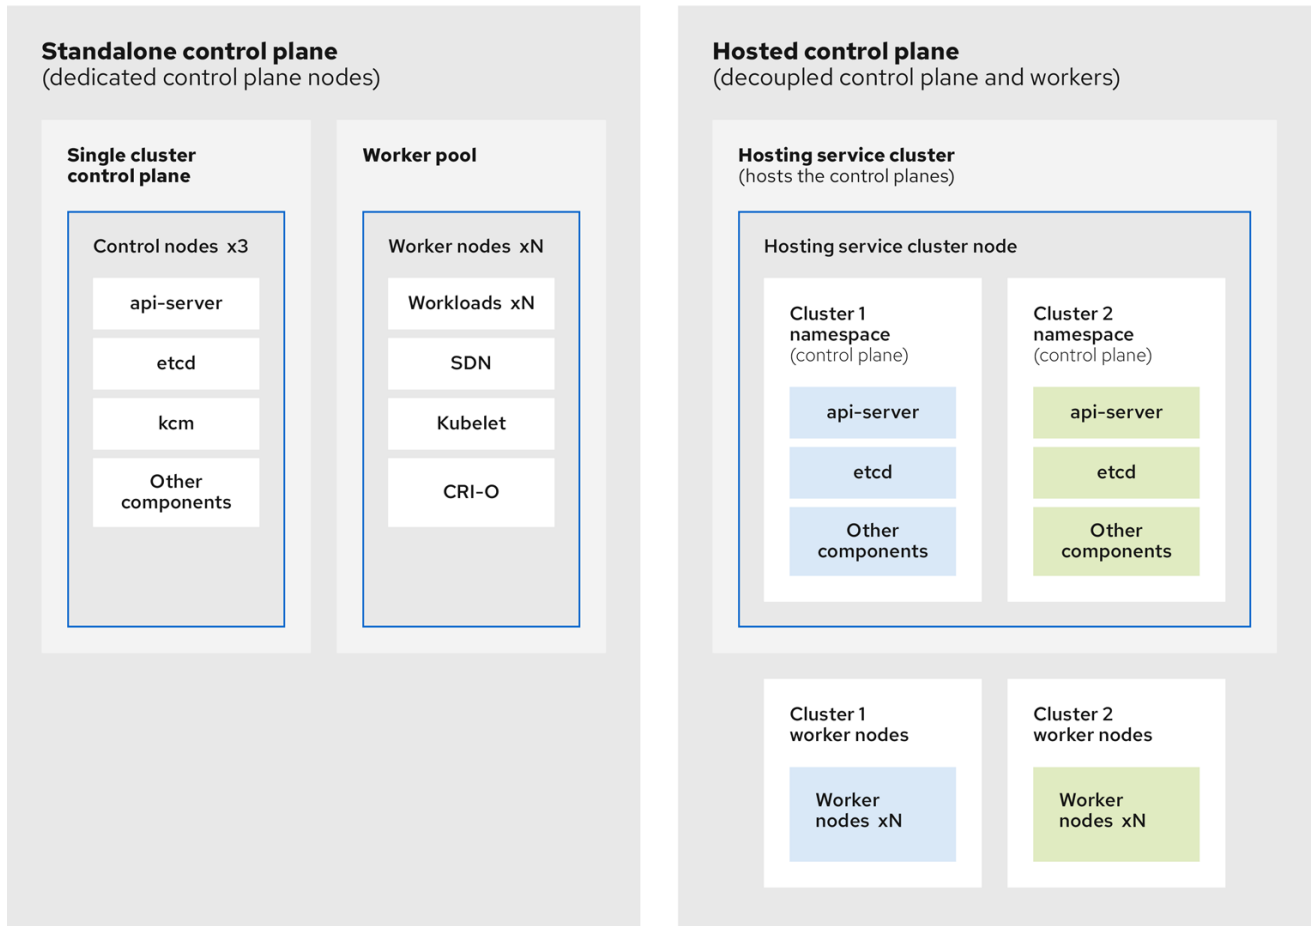 Standalone control plane
(dedicated control plane nodes)
Single cluster
control plane
Control nodes x3
api-server
etcd
kcm
Other
components
Worker pool
Worker nodes xN
Workloads xN
SDN
Kubelet
CRI-O
Hosted control plane
(decoupled control plane and workers)
Hosting service cluster
(hosts the control planes)
Hosting service cluster node
Cluster 1
namespace
(control plane)
api-server
etcd
Other
components
Cluster 2
namespace
(control plane)
api-server
etcd
Other
components
Cluster 1
worker nodes
Worker
nodes xN
Cluster 2
worker nodes
Worker
nodes xN